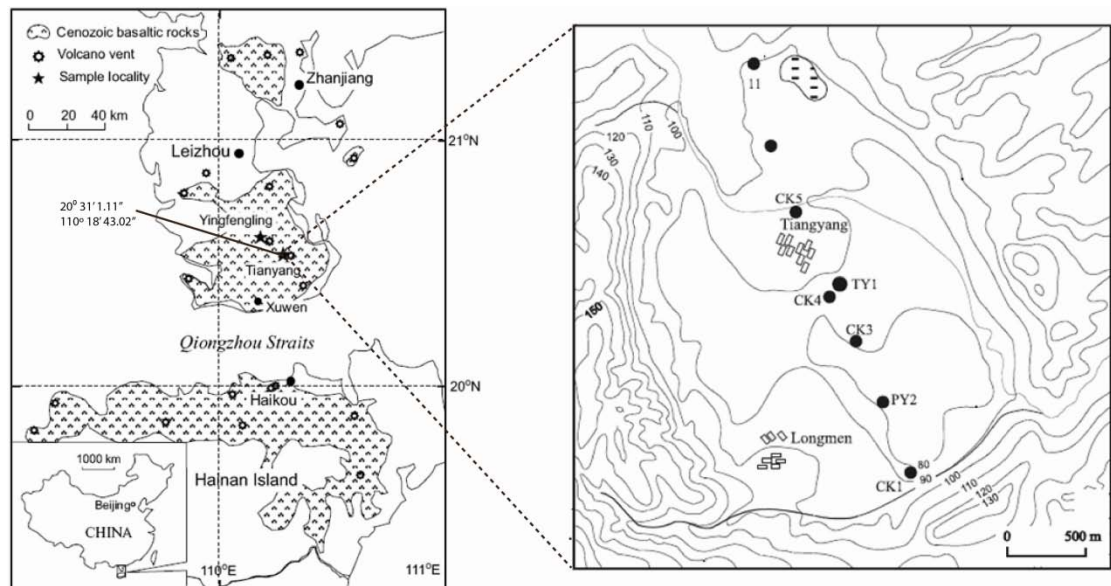 Cenozoic basaltic rocks
Volcano vent
Sample locality
0 20 40 km
Zhanjiang
21°N
Leizhou
20⁰ 31’ 1.11”
110º 18’ 43.02”
Yingfengling
Tianyang
Xuwen
Qiongzhou Straits
20°N
Haikou
Hainan Island
1000 km
Beijing
CHINA
110°E
111°E
11
120
110
100
130
140
CK5
Tiangyang
TY1
CK4
150
CK3
PY2
Longmen
80
90
100
110
120
130
CK1
0 500 m